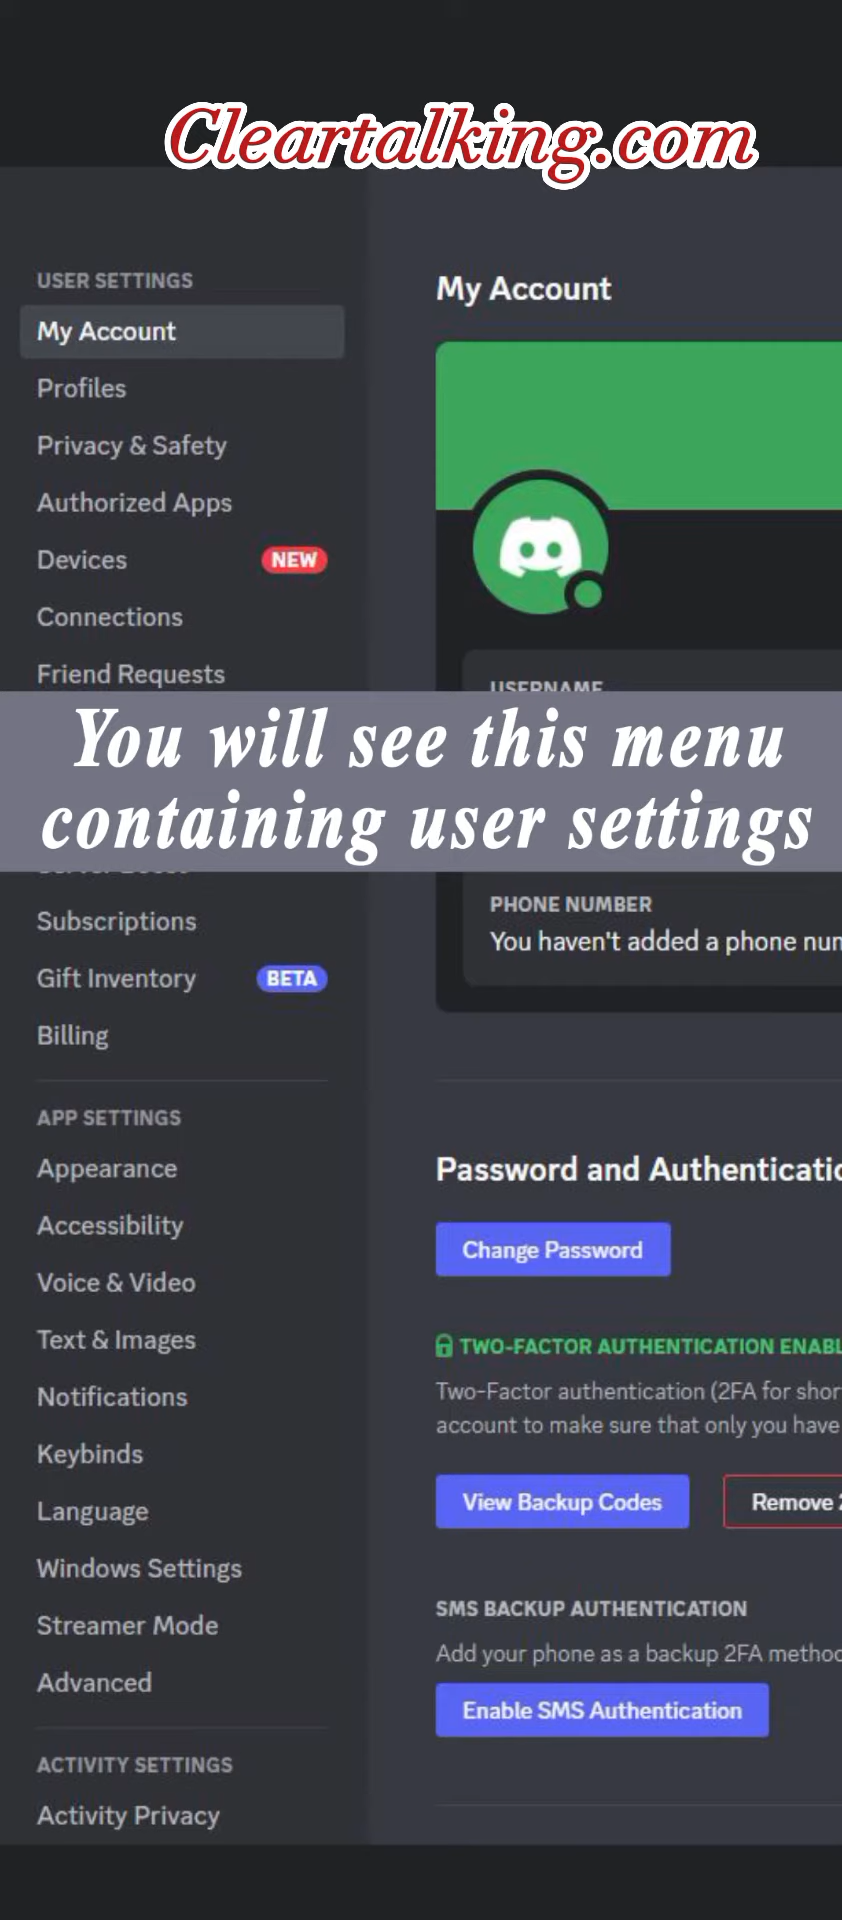 Cleartalking.com
USER SETTINGS
My Account
Profiles
Privacy & Safety
Authorized Apps
Devices NEW
Connections
Friend Requests
My Account
USERNAME
You will see this menu
containing user settings
Subscriptions
Gift Inventory BETA
Billing
APP SETTINGS
Appearance
Accessibility
Voice & Video
Text & Images
Notifications
Keybinds
Language
Windows Settings
Streamer Mode
Advanced
ACTIVITY SETTINGS
Activity Privacy
PHONE NUMBER
You haven't added a phone
Password and
Change Password
TWO-FACTOR AUTHENTICATION
Two-Factor authentication (2FA for
account to make sure that only you have
View Backup Codes
Remove
SMS BACKUP AUTHENTICATION
Add your phone as a backup 2FA
Enable SMS Authentication